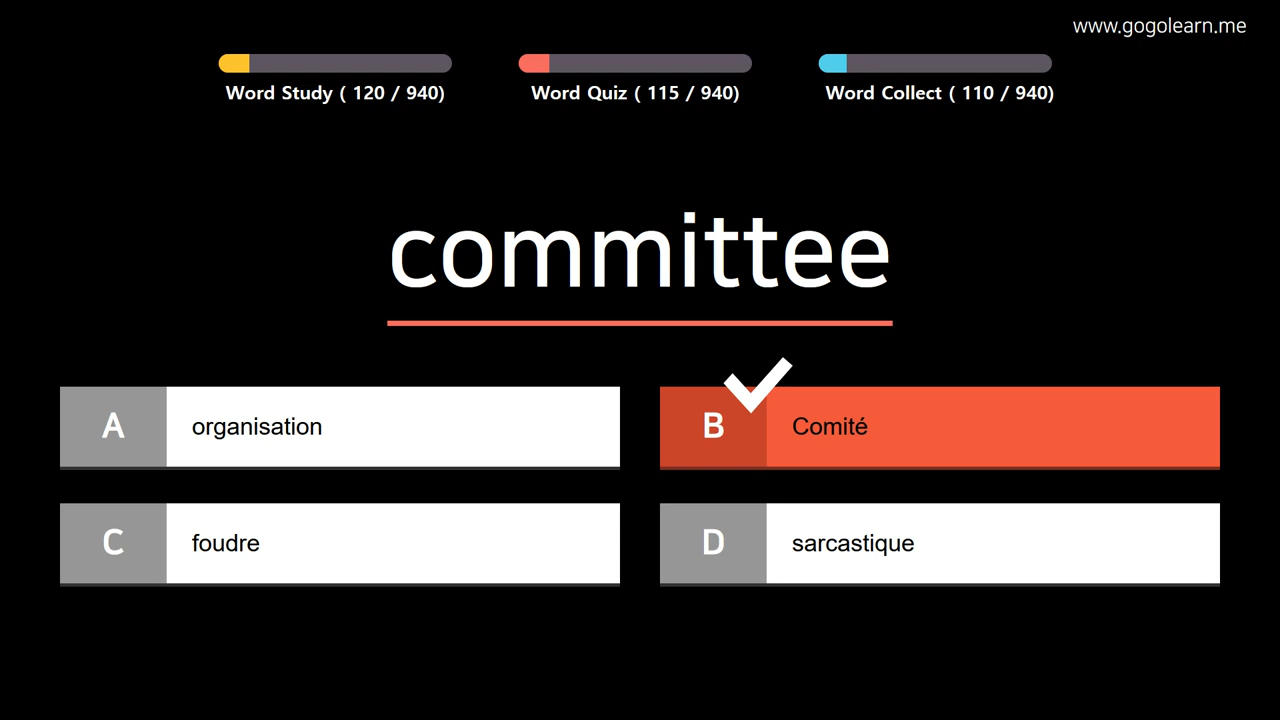 www.gogolearn.me
Word Study ( 120 / 940)
Word Quiz ( 115 / 940)
Word Collect ( 110 / 940)
committee
A organisation
B Comité
C foudre
D sarcastique